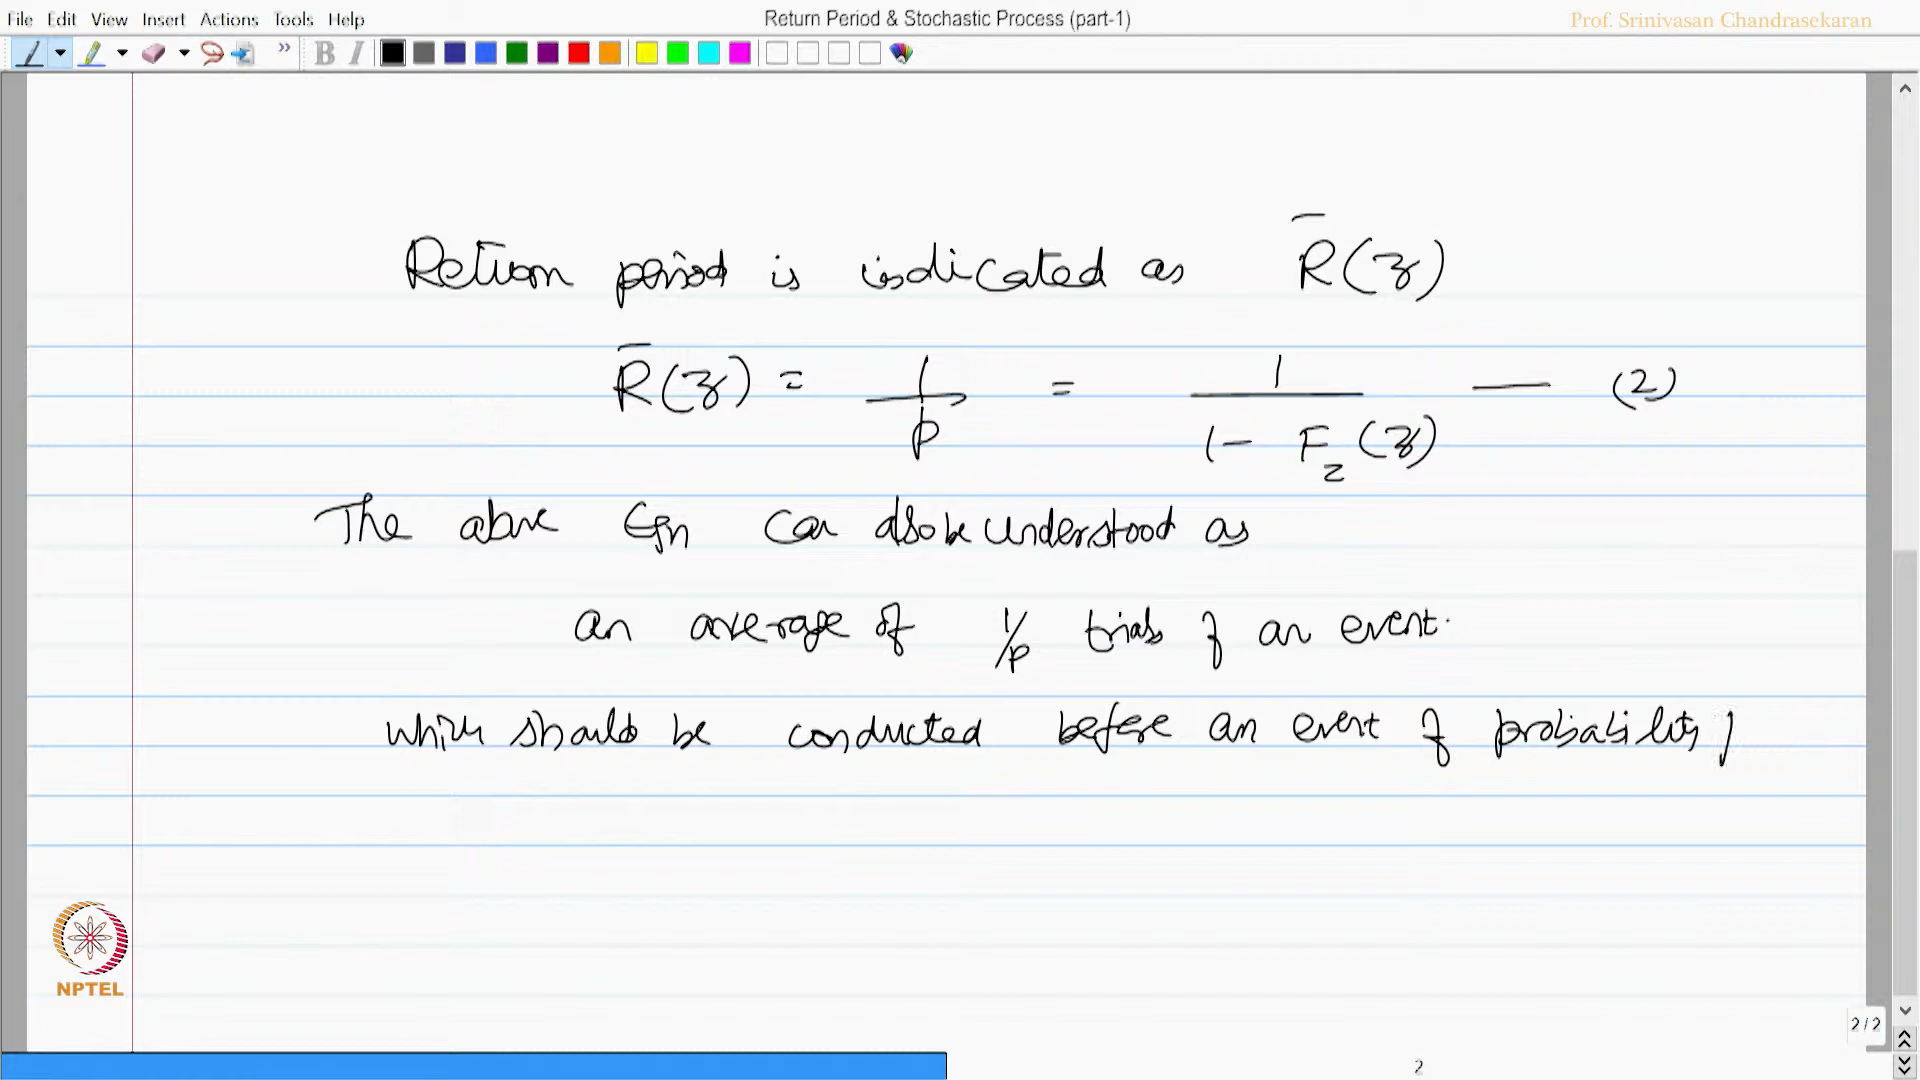 File Edit View Insert Actions Tools Help
Return Period & Stochastic Process (part-1)
Prof. Srinivasan Chandrasekaran
B I
Return period is indicated as R̅(z)
R̅(z) = 1/p = 1/(1 - F_Z(z)) — (2)
The above Eqn can also be understood as
an average of 1/p trials of an event.
which should be conducted before an event of probability
NPTEL
2/2
2